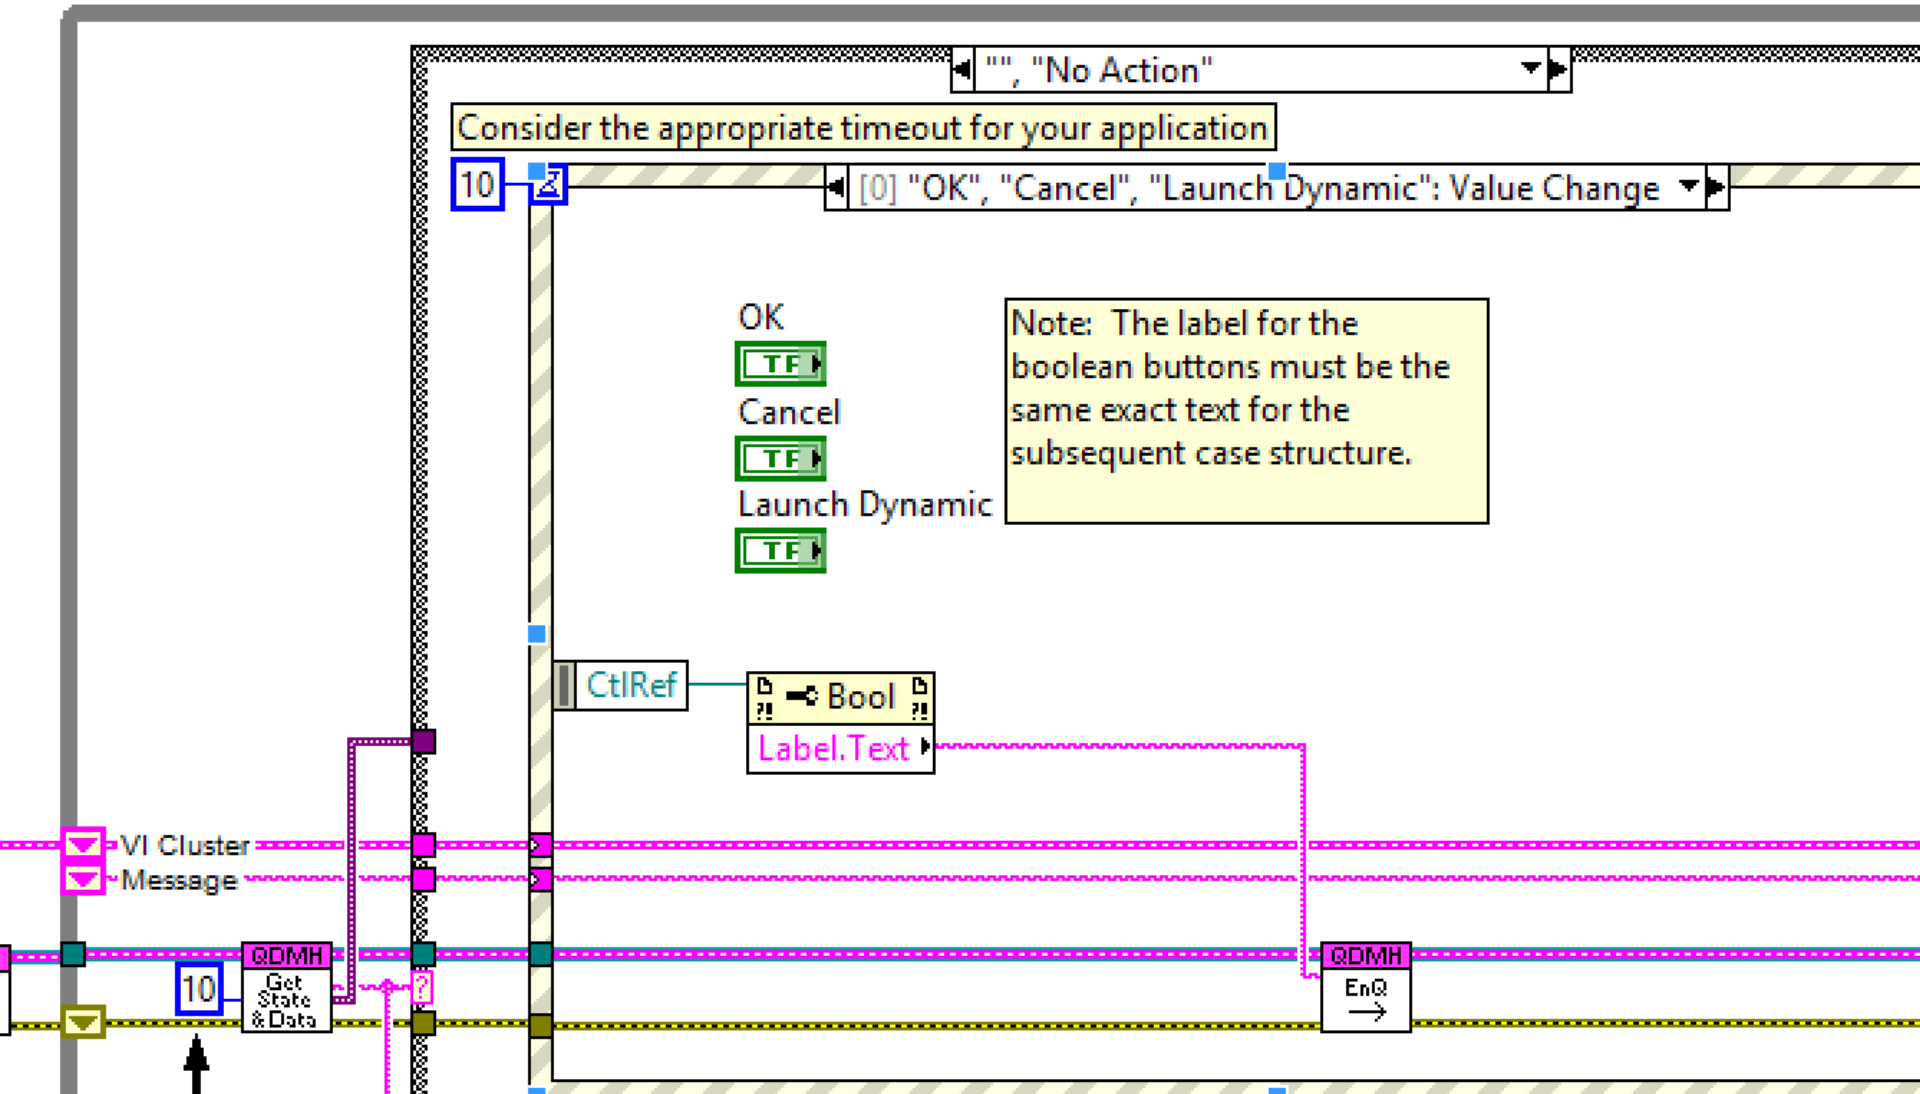 "", "No Action"
Consider the appropriate timeout for your application
10
[0] "OK", "Cancel", "Launch Dynamic": Value Change
OK
TF
Cancel
TF
Launch Dynamic
TF
Note:  The label for the
boolean buttons must be the
same exact text for the
subsequent case structure.
CtlRef
?! Bool ?!
Label.Text
VI Cluster
Message
QDMH
Get
State
& Data
10
?
QDMH
EnQ